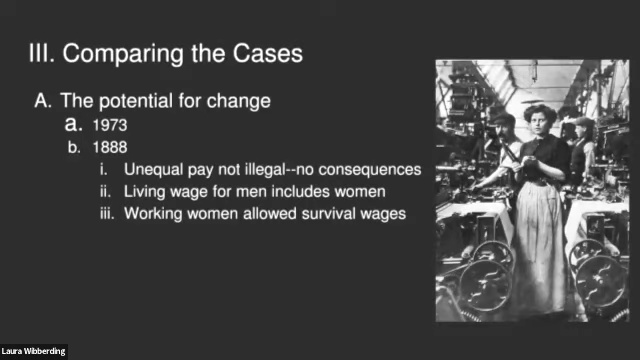 III. Comparing the Cases
A. The potential for change
a. 1973
b. 1888
i. Unequal pay not illegal--no consequences
ii. Living wage for men includes women
iii. Working women allowed survival wages
Laura Wibberding